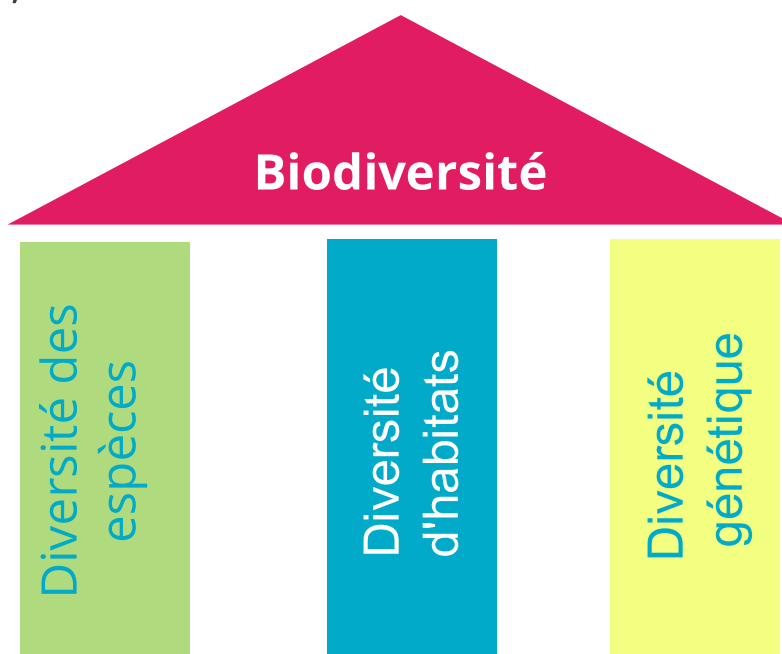 Biodiversité
Diversité des
espèces
Diversité
d'habitats
Diversité
génétique